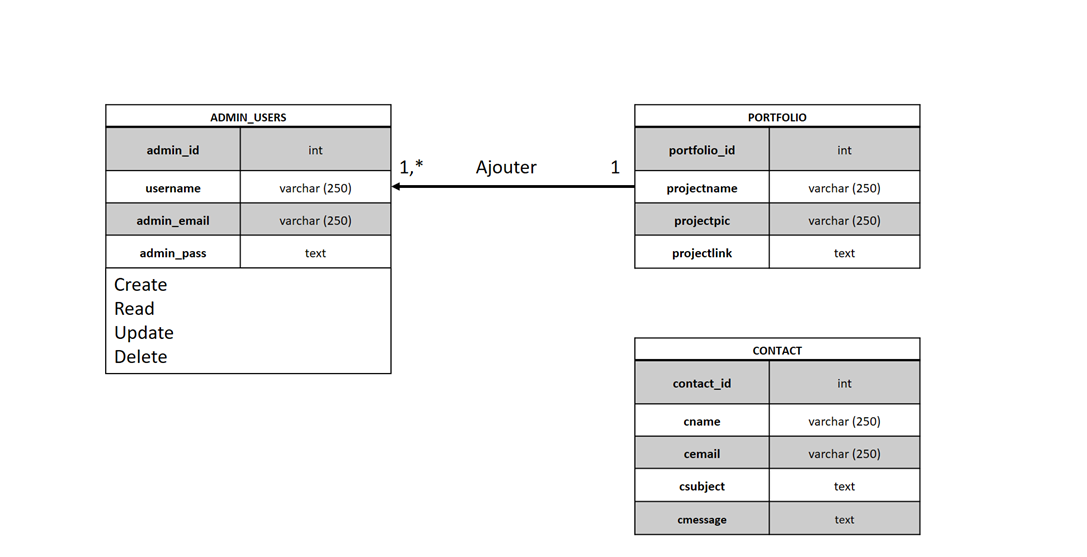 ADMIN_USERS
admin_id int
username varchar (250)
admin_email varchar (250)
admin_pass text
Create
Read
Update
Delete
1,* Ajouter 1
PORTFOLIO
portfolio_id int
projectname varchar (250)
projectpic varchar (250)
projectlink text
CONTACT
contact_id int
cname varchar (250)
cemail varchar (250)
csubject text
cmessage text